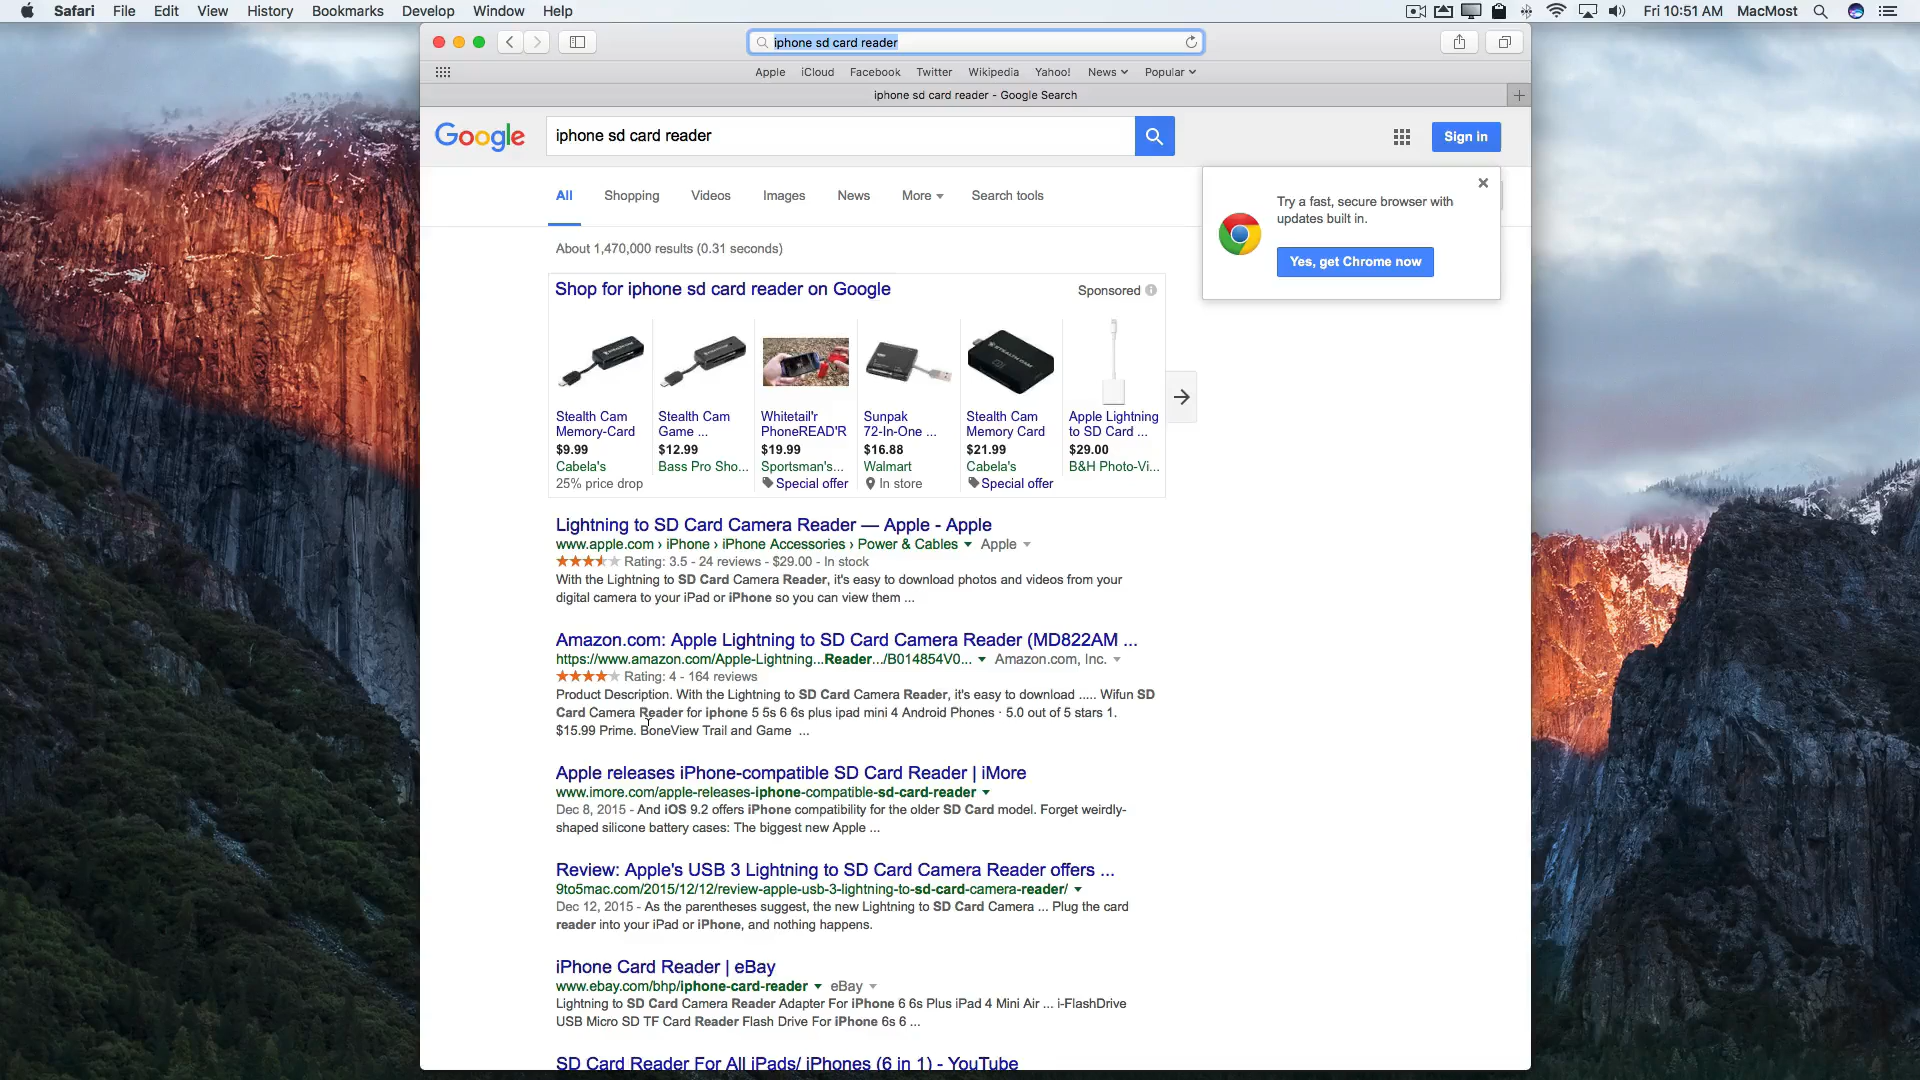 Safari File Edit View History Bookmarks Develop Window Help
Fri 10:51 AM MacMost
iphone sd card reader
Apple iCloud Facebook Twitter Wikipedia Yahoo! News Popular
iphone sd card reader - Google Search
Google
iphone sd card reader
Sign in
All Shopping Videos Images News More Search tools
Try a fast, secure browser with
updates built in.
Yes, get Chrome now
About 1,470,000 results (0.31 seconds)
Shop for iphone sd card reader on Google
Sponsored
Stealth Cam
Memory-Card
$9.99
Cabela's
25% price drop
Stealth Cam
Game ...
$12.99
Bass Pro Sho...
Whitetail'r
PhoneREAD'R
$19.99
Sportsman's...
Special offer
Sunpak
72-In-One ...
$16.88
Walmart
In store
Stealth Cam
Memory Card
$21.99
Cabela's
Special offer
Apple Lightning
to SD Card ...
$29.00
B&H Photo-Vi...
Lightning to SD Card Camera Reader — Apple - Apple
www.apple.com › iPhone › iPhone Accessories › Power & Cables Apple
Rating: 3.5 - 24 reviews - $29.00 - In stock
With the Lightning to SD Card Camera Reader, it's easy to download photos and videos from your
digital camera to your iPad or iPhone so you can view them ...
Amazon.com: Apple Lightning to SD Card Camera Reader (MD822AM ...
https://www.amazon.com/Apple-Lightning...Reader.../B014854V0... Amazon.com, Inc.
Rating: 4 - 164 reviews
Product Description. With the Lightning to SD Card Camera Reader, it's easy to download ..... Wifun SD
Card Camera Reader for iphone 5 5s 6 6s plus ipad mini 4 Android Phones · 5.0 out of 5 stars 1.
$15.99 Prime. BoneView Trail and Game ...
Apple releases iPhone-compatible SD Card Reader | iMore
www.imore.com/apple-releases-iphone-compatible-sd-card-reader
Dec 8, 2015 - And iOS 9.2 offers iPhone compatibility for the older SD Card model. Forget weirdly-
shaped silicone battery cases: The biggest new Apple ...
Review: Apple's USB 3 Lightning to SD Card Camera Reader offers ...
9to5mac.com/2015/12/12/review-apple-usb-3-lightning-to-sd-card-camera-reader/
Dec 12, 2015 - As the parentheses suggest, the new Lightning to SD Card Camera ... Plug the card
reader into your iPad or iPhone, and nothing happens.
iPhone Card Reader | eBay
www.ebay.com/bhp/iphone-card-reader eBay
Lightning to SD Card Camera Reader Adapter For iPhone 6 6s Plus iPad 4 Mini Air ... i-FlashDrive
USB Micro SD TF Card Reader Flash Drive For iPhone 6s 6 ...
SD Card Reader For All iPads/ iPhones (6 in 1) - YouTube